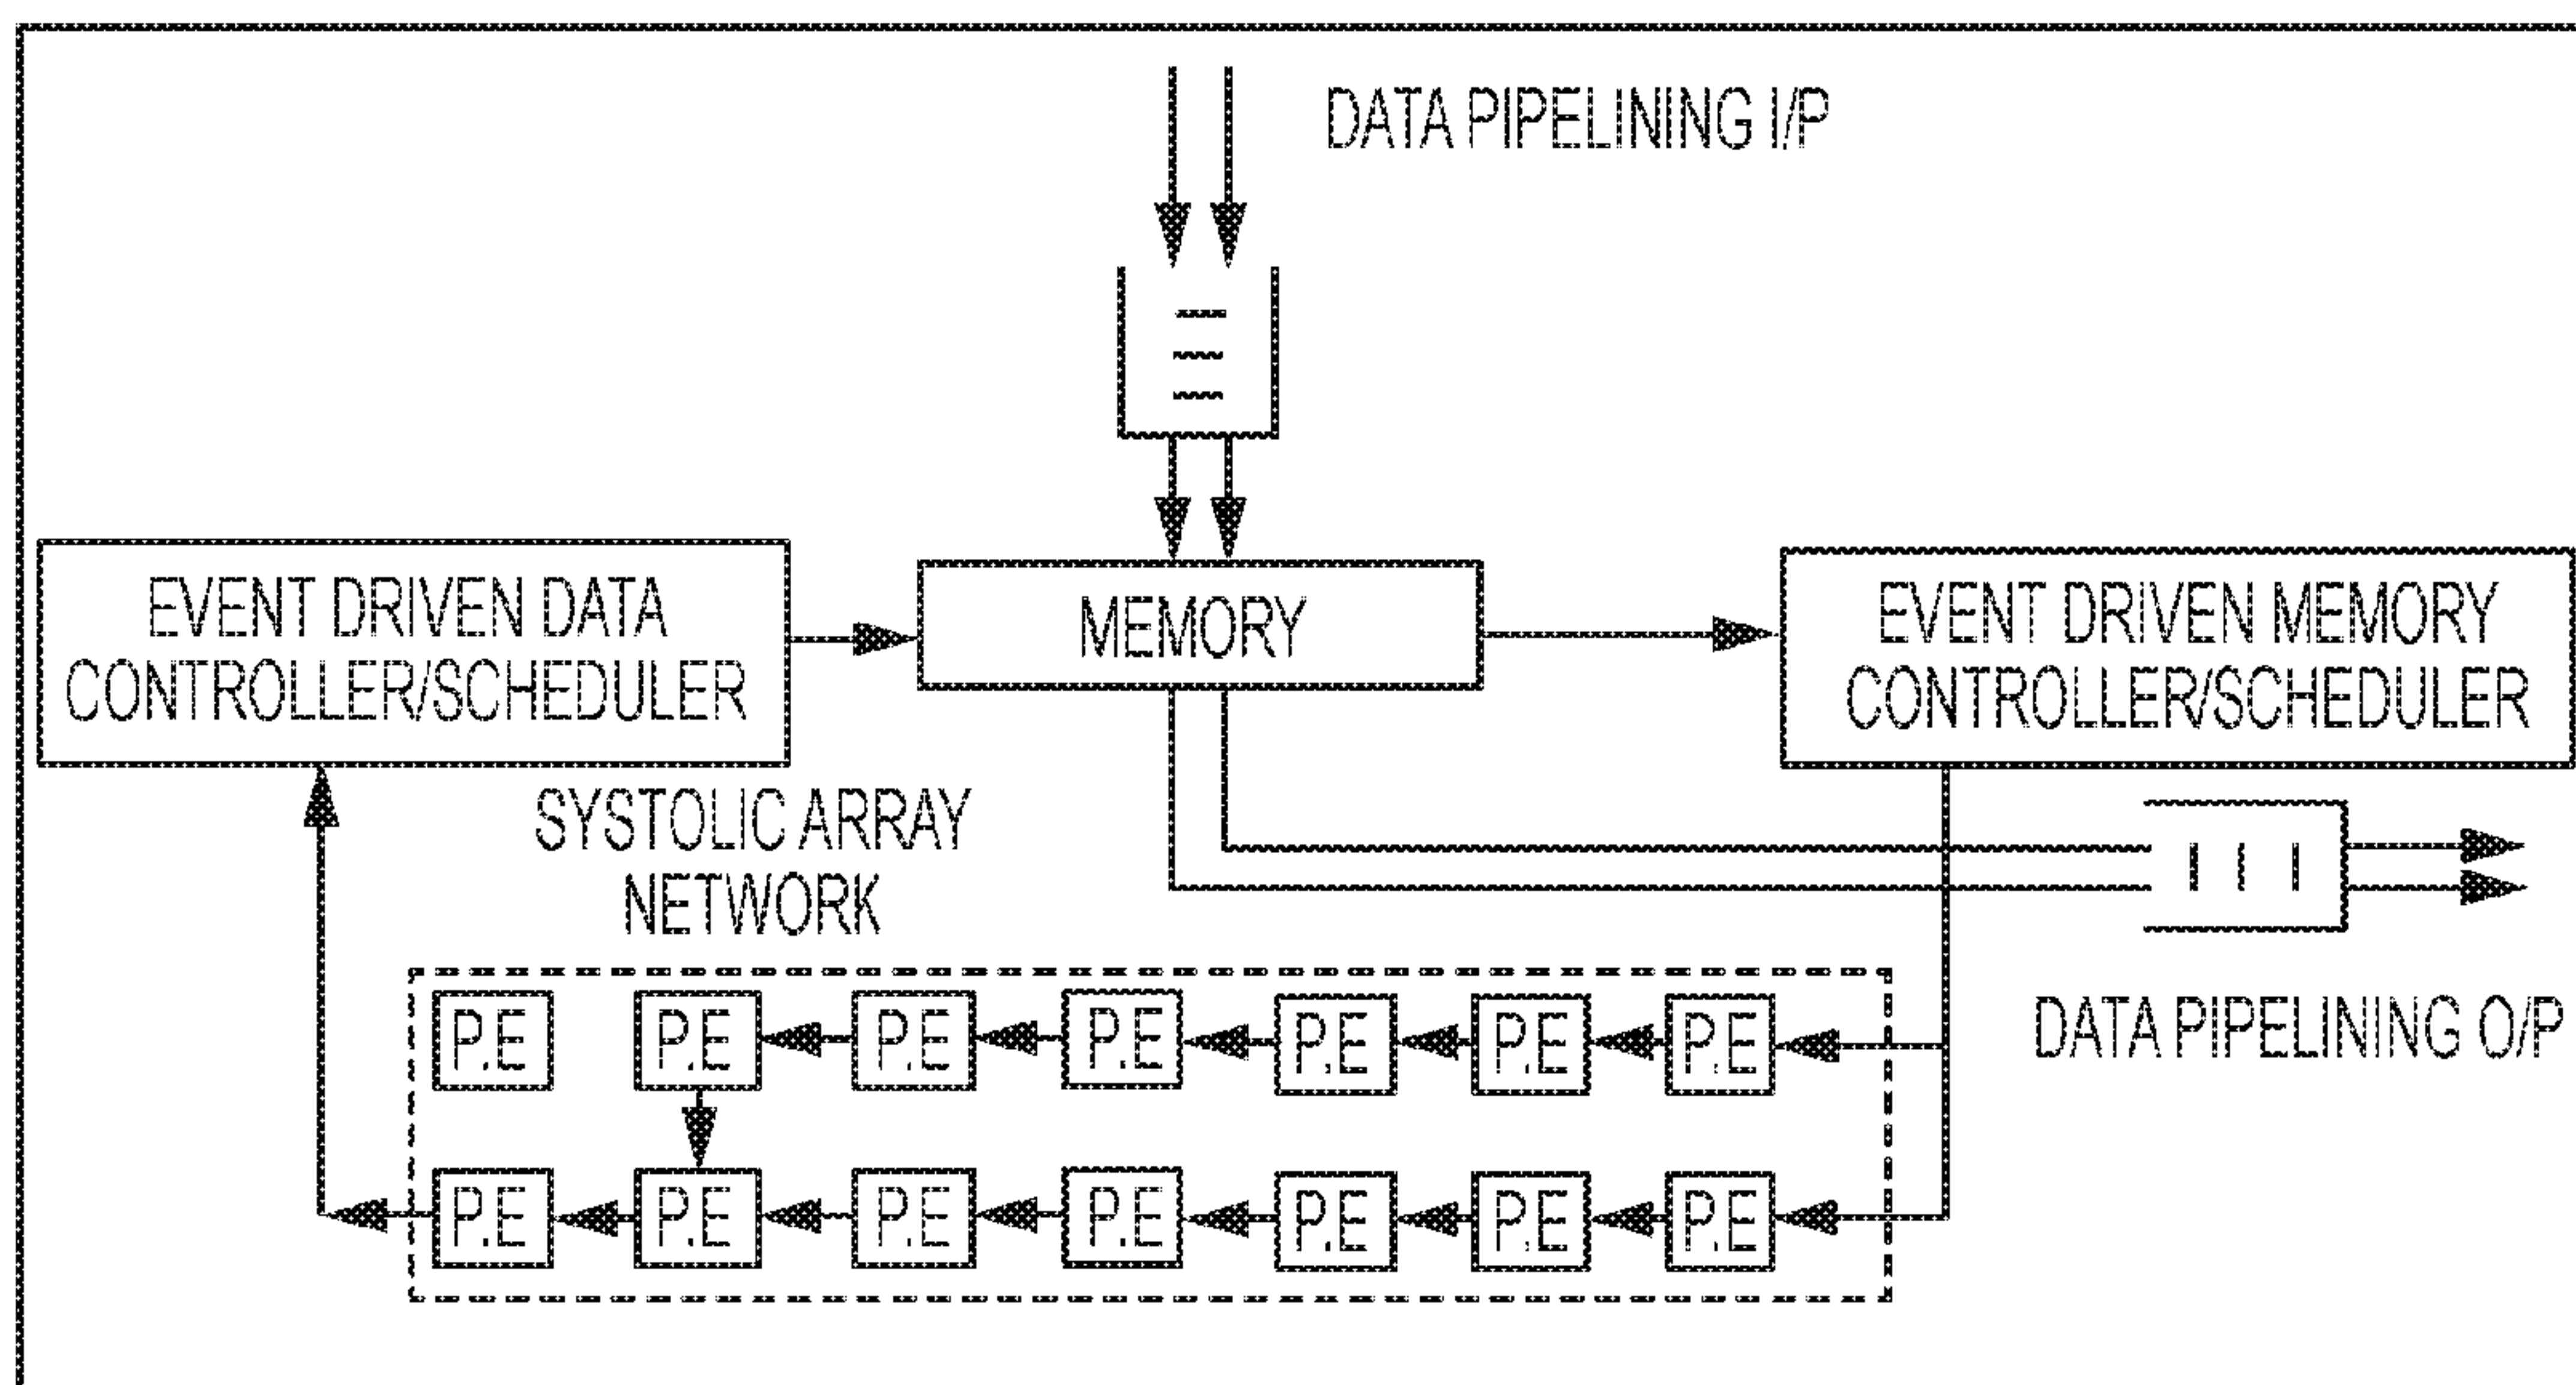 DATA PIPELINING I/P
EVENT DRIVEN DATA
CONTROLLER/SCHEDULER
MEMORY
EVENT DRIVEN MEMORY
CONTROLLER/SCHEDULER
SYSTOLIC ARRAY
NETWORK
DATA PIPELINING O/P
P.E P.E P.E P.E P.E P.E P.E
P.E P.E P.E P.E P.E P.E P.E